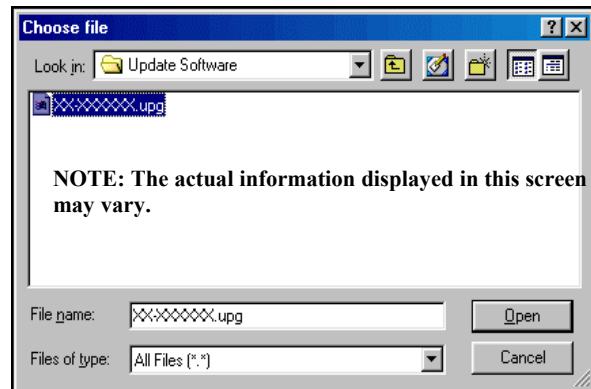 Choose file
Look in: Update Software
XX-XXXXXX.upg
NOTE: The actual information displayed in this screen
may vary.
File name: XX-XXXXXX.upg Open
Files of type: All Files (*.*) Cancel